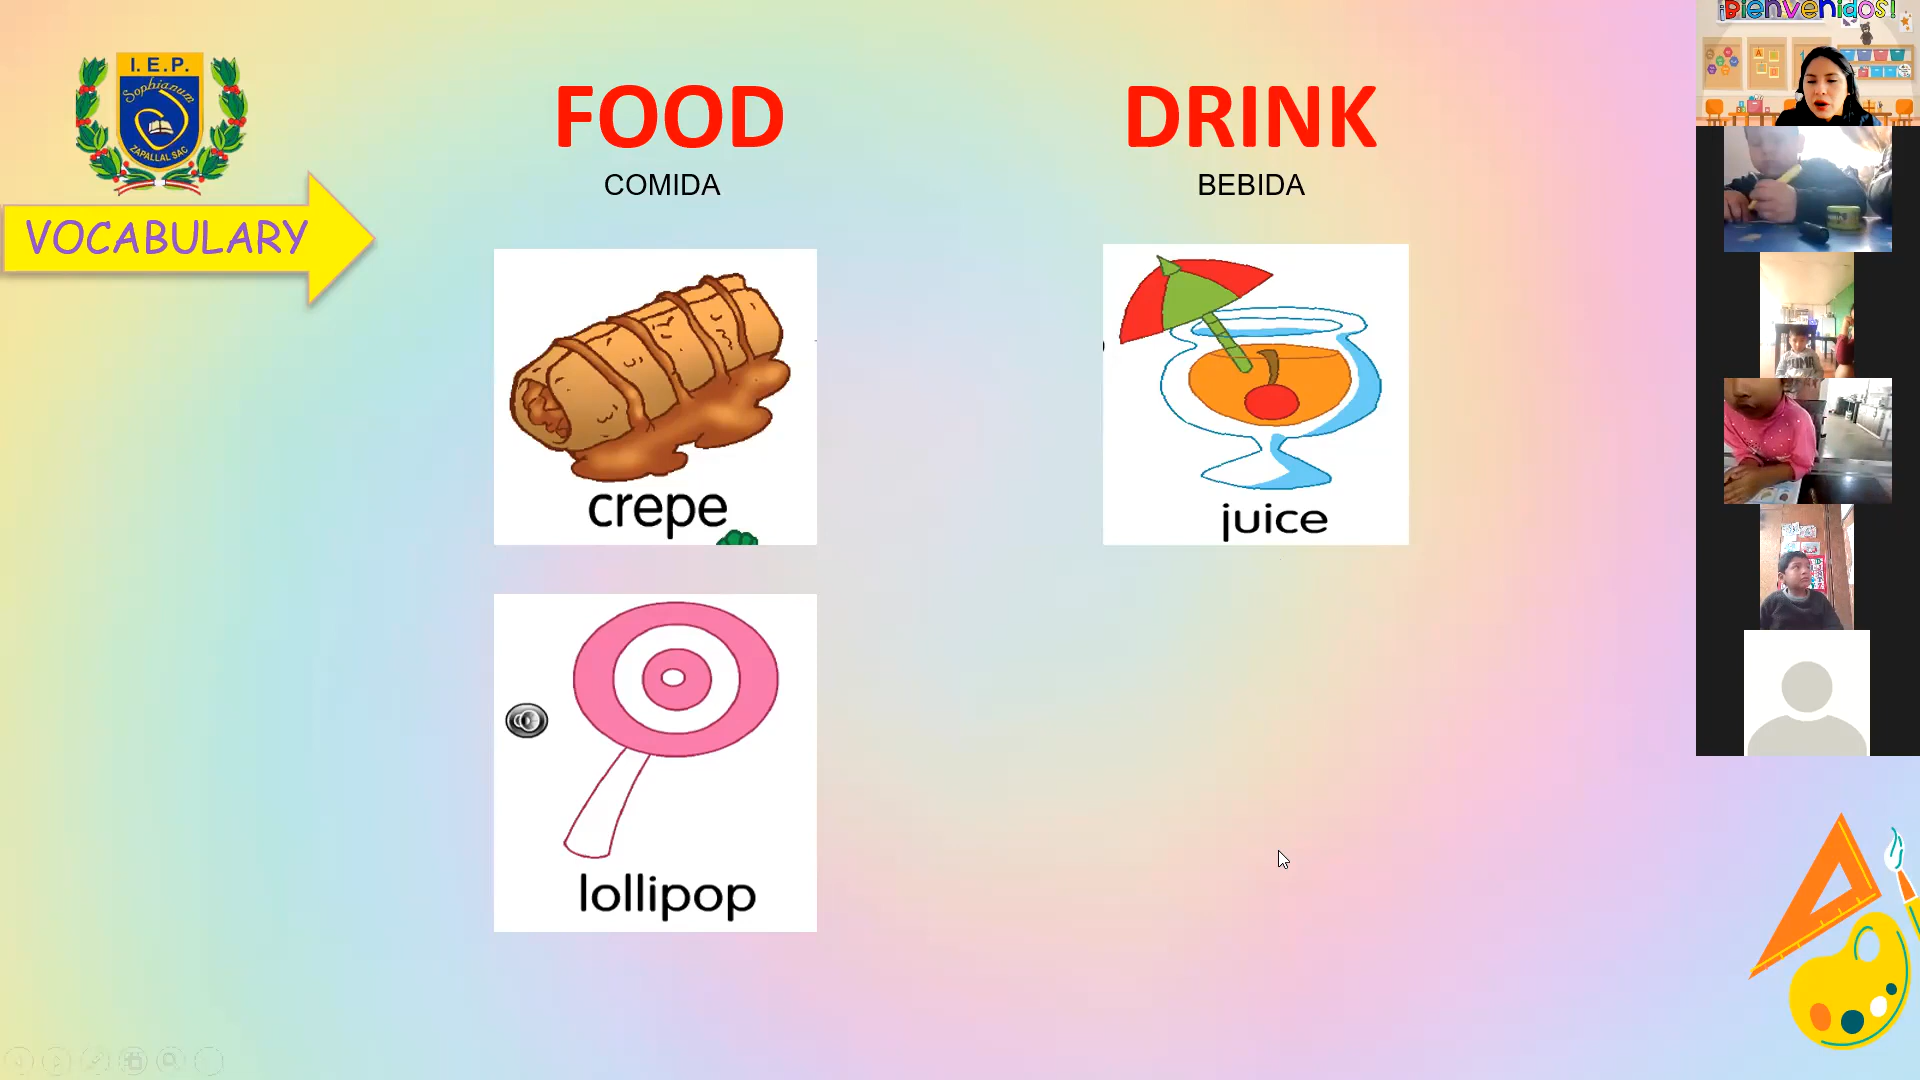 ¡Bienvenidos!
I.E.P.
Sophianum
ZAPALLAL SAC
VOCABULARY
FOOD
COMIDA
DRINK
BEBIDA
crepe
juice
lollipop